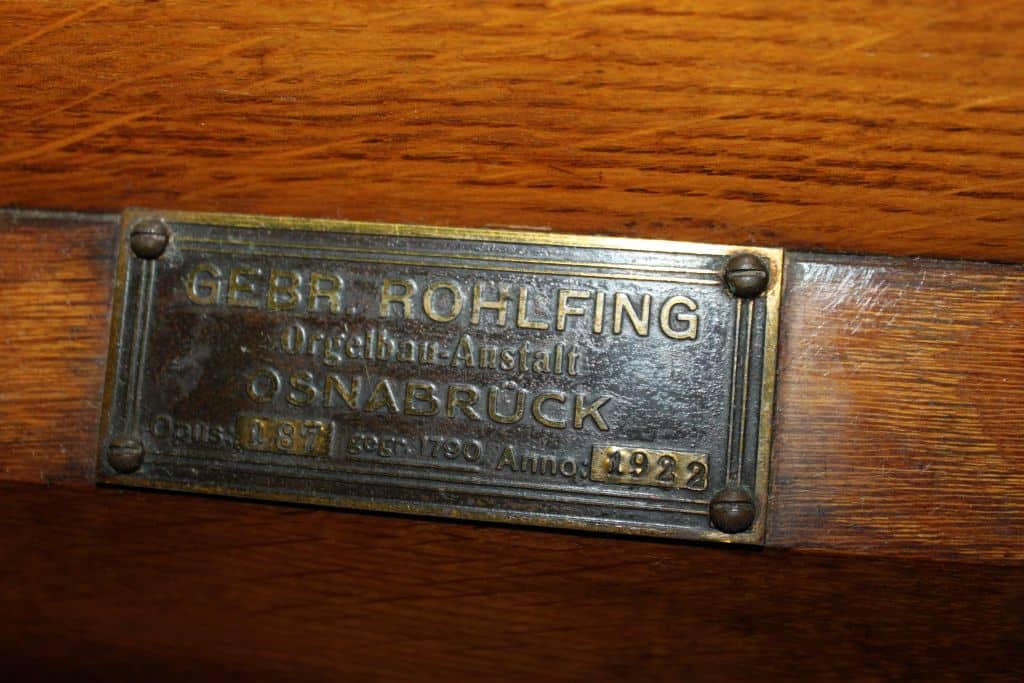 GEBR. ROHLFING
Orgelbau-Anstalt
OSNABRÜCK
Opus: 187 gegr. 1790 Anno: 1922